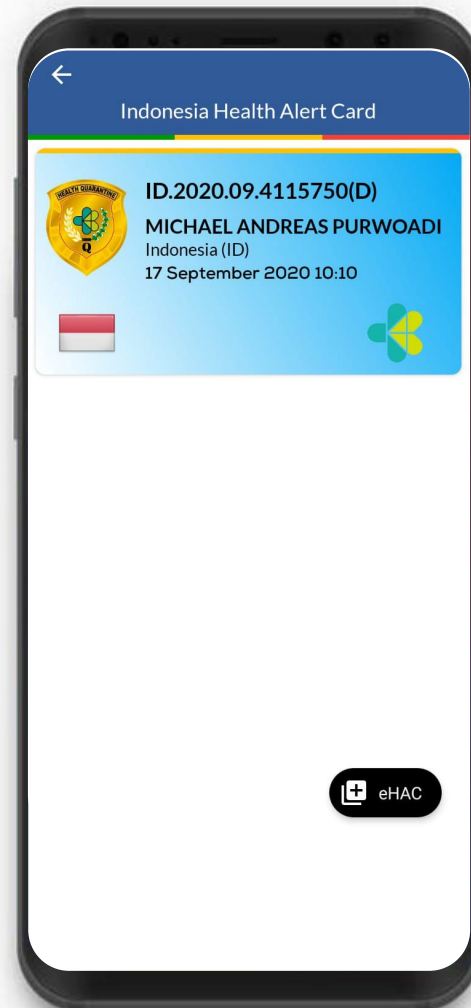 Indonesia Health Alert Card
HEALTH QUARANTINE
Q
ID.2020.09.4115750(D)
MICHAEL ANDREAS PURWOADI
Indonesia (ID)
17 September 2020 10:10
eHAC